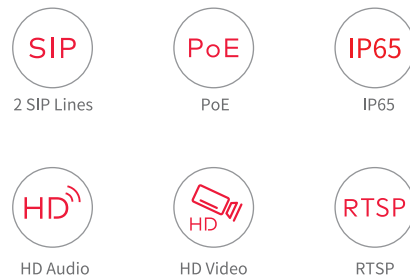 SIP PoE IP65
2 SIP Lines PoE IP65
HD HD RTSP
HD Audio HD Video RTSP